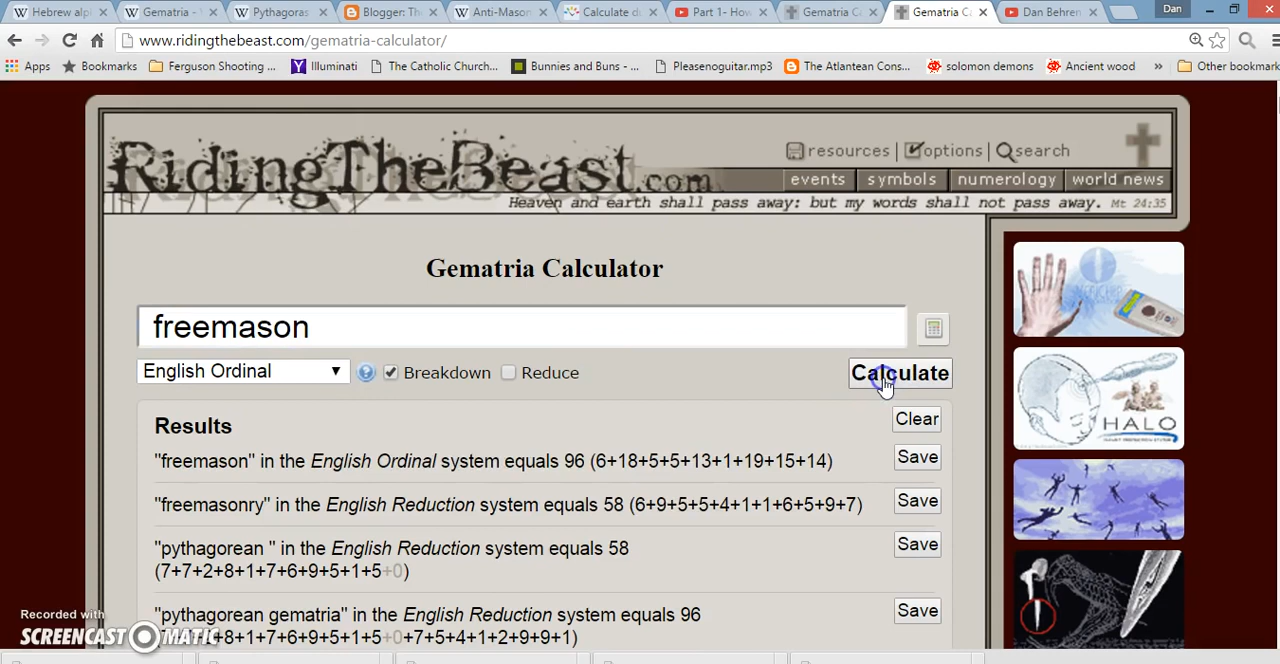 Hebrew alph
Gematria - W
Pythagoras
Blogger: The
Anti-Mason
Calculate du
Part 1- How
Gematria Ca
Gematria Ca
Dan Behren
Dan
www.ridingthebeast.com/gematria-calculator/
Apps
Bookmarks
Ferguson Shooting ...
Illuminati
The Catholic Church...
Bunnies and Buns - ...
Pleasenoguitar.mp3
The Atlantean Cons...
solomon demons
Ancient wood
»
Other bookmark
RidingTheBeast.com
resources | options | search
events | symbols | numerology | world news
Heaven and earth shall pass away: but my words shall not pass away. Mt 24:35
Gematria Calculator
freemason
English Ordinal
Breakdown
Reduce
Calculate
Results
Clear
"freemason" in the English Ordinal system equals 96 (6+18+5+5+13+1+19+15+14)
Save
"freemasonry" in the English Reduction system equals 58 (6+9+5+5+4+1+1+6+5+9+7)
Save
"pythagorean " in the English Reduction system equals 58
(7+7+2+8+1+7+6+9+5+1+5+0)
Save
"pythagorean gematria" in the English Reduction system equals 96
+8+1+7+6+9+5+1+5+0+7+5+4+1+2+9+9+1)
Save
HALO
Recorded with
SCREENCAST MATIC